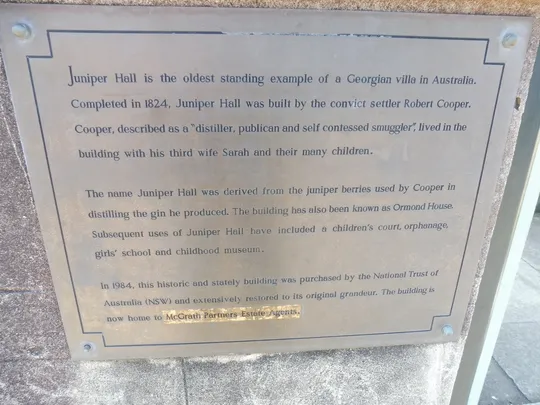 Juniper Hall is the oldest standing example of a Georgian villa in Australia.
Completed in 1824, Juniper Hall was built by the convict settler Robert Cooper.
Cooper, described as a "distiller, publican and self contessed smuggler", lived in the
building with his third wife Sarah and their many children.
The name Juniper Hall was derived from the juniper berries used by Cooper in
distilling the gin he produced. The building has also been known as Ormond House.
Subsequent uses of Juniper Hall have included a children's court, orphanage,
girls' school and childhood museum.
In 1984, this historic and stately building was purchased by the National Trust of
Australia (NSW) and extensively restored to its original grandeur. The building is
now home to McGrath Partners Estate Agents.